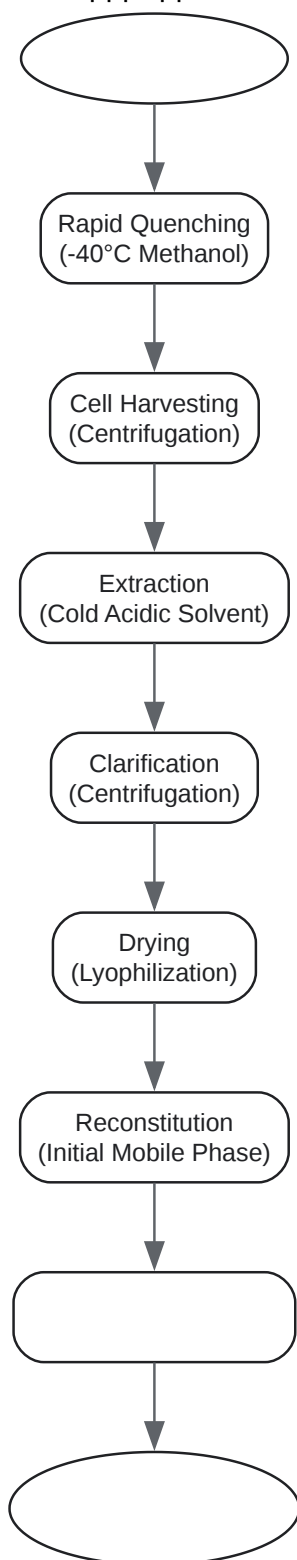 Rapid Quenching
(-40°C Methanol)
Cell Harvesting
(Centrifugation)
Extraction
(Cold Acidic Solvent)
Clarification
(Centrifugation)
Drying
(Lyophilization)
Reconstitution
(Initial Mobile Phase)